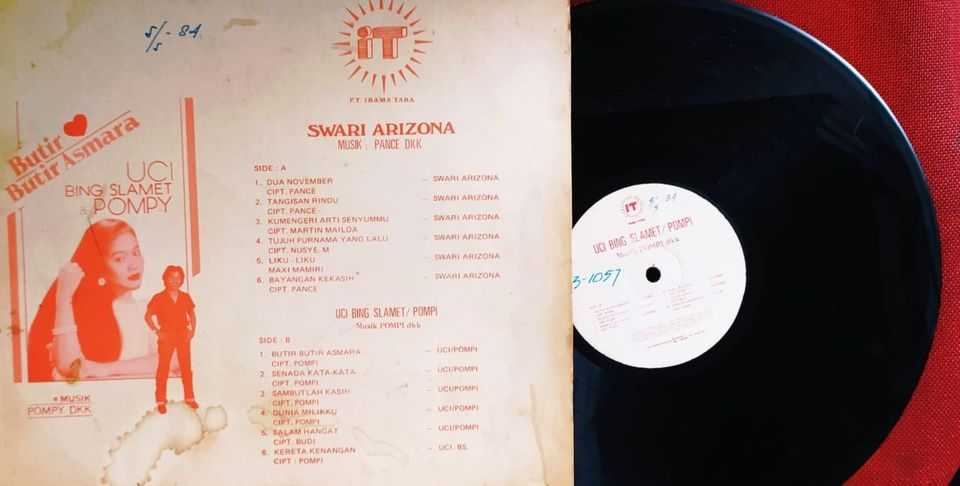 5/5 - 84
iT
P.T. IRAMA TARA
Butir
Butir Asmara
UCI
BING SLAMET
& POMPY
* MUSIK
POMPY DKK
SWARI ARIZONA
MUSIK : PANCE DKK
SIDE : A
1. DUA NOVEMBER – SWARI ARIZONA
CIPT. PANCE
2. TANGISAN RINDU – SWARI ARIZONA
CIPT. PANCE
3. KUMENGERI ARTI SENYUMMU – SWARI ARIZONA
CIPT. MARTIN MAILOA
4. TUJUH PURNAMA YANG LALU – SWARI ARIZONA
CIPT. NUSYE. M
5. LIKU - LIKU – SWARI ARIZONA
MAXI MAMIRI
6. BAYANGAN KEKASIH – SWARI ARIZONA
CIPT. PANCE
UCI BING SLAMET/ POMPI
Musik POMPI dkk
SIDE : B
1. BUTIR BUTIR ASMARA – UCI/POMPI
CIPT. POMPI
2. SENADA KATA-KATA – UCI/POMPI
CIPT. POMPI
3. SAMBUTLAH KASIH – UCI/POMPI
CIPT. POMPI
4. DUNIA MILIKKU – UCI/POMPI
CIPT. POMPI
5. SALAM HANGAT – UCI/POMPI
CIPT. BUDI
6. KERETA KENANGAN – UCI. BS.
CIPT : POMPI
iT
UCI BING SLAMET/ POMPI
Musik POMPI dkk
3-1057